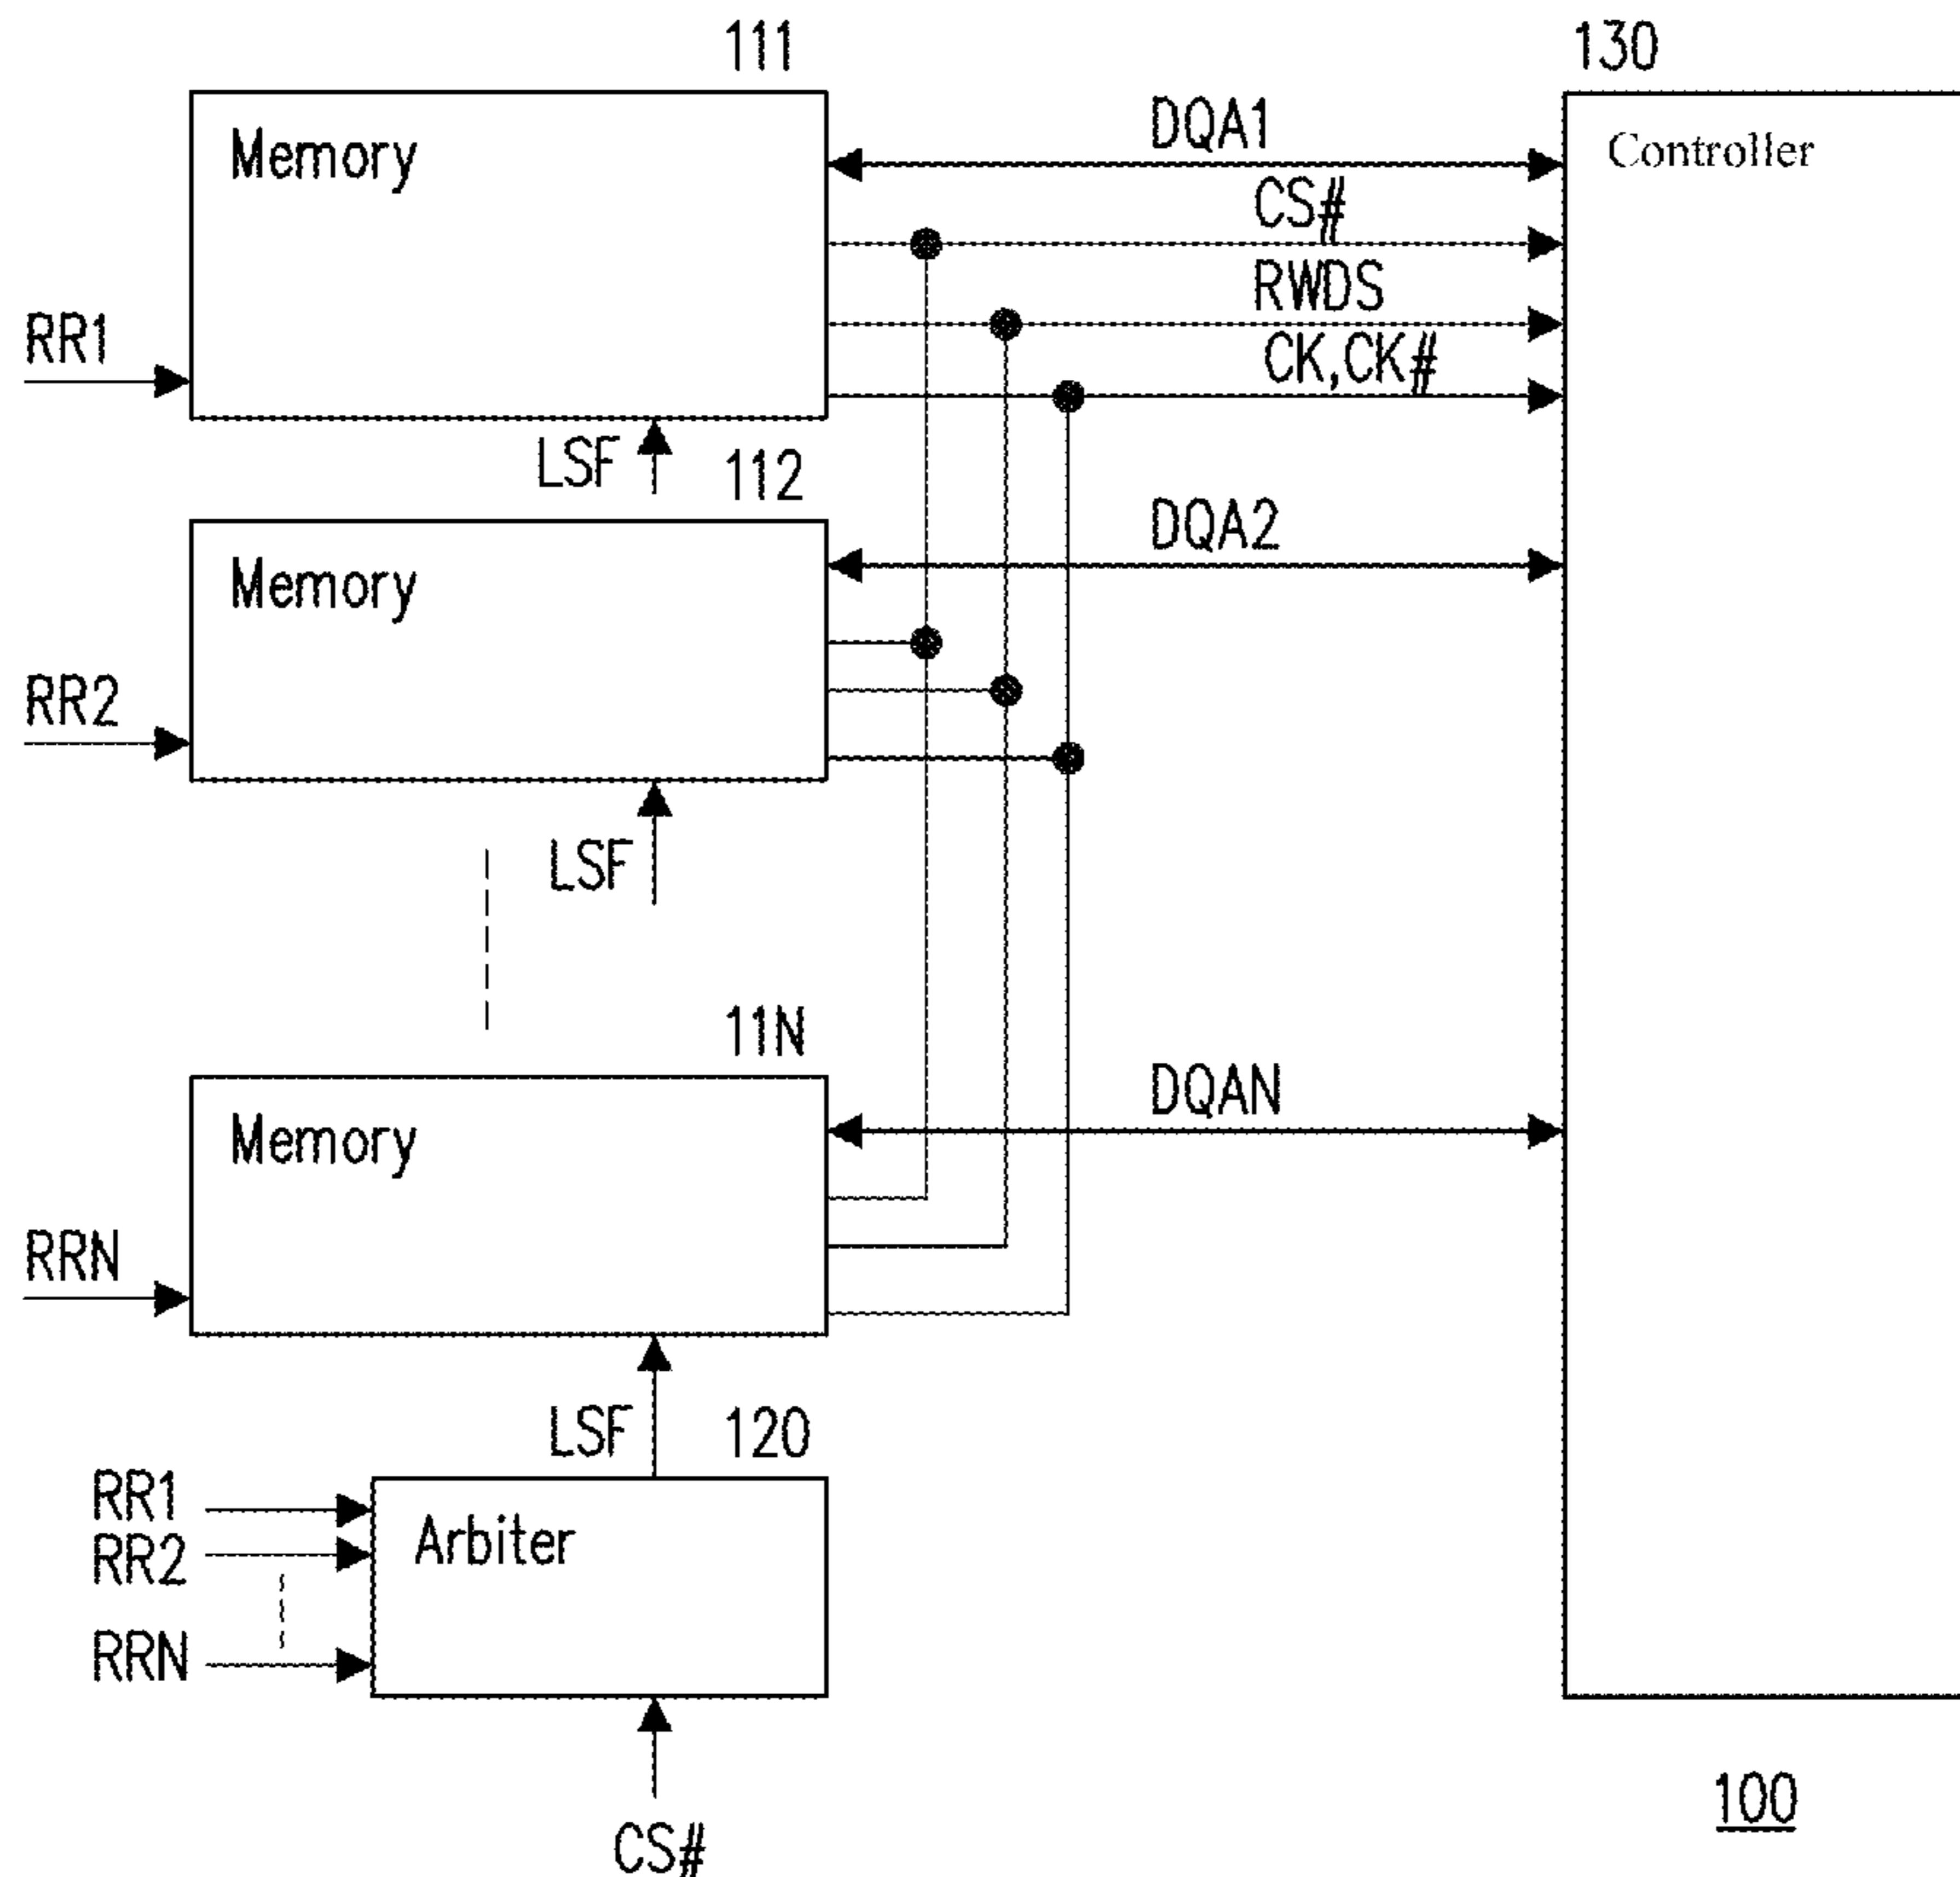 111
130
Memory
DQA1
Controller
CS#
RWDS
RR1
CK,CK#
LSF
112
DQA2
Memory
RR2
LSF
11N
DQAN
Memory
RRN
LSF
120
RR1
Arbiter
RR2
RRN
100
CS#